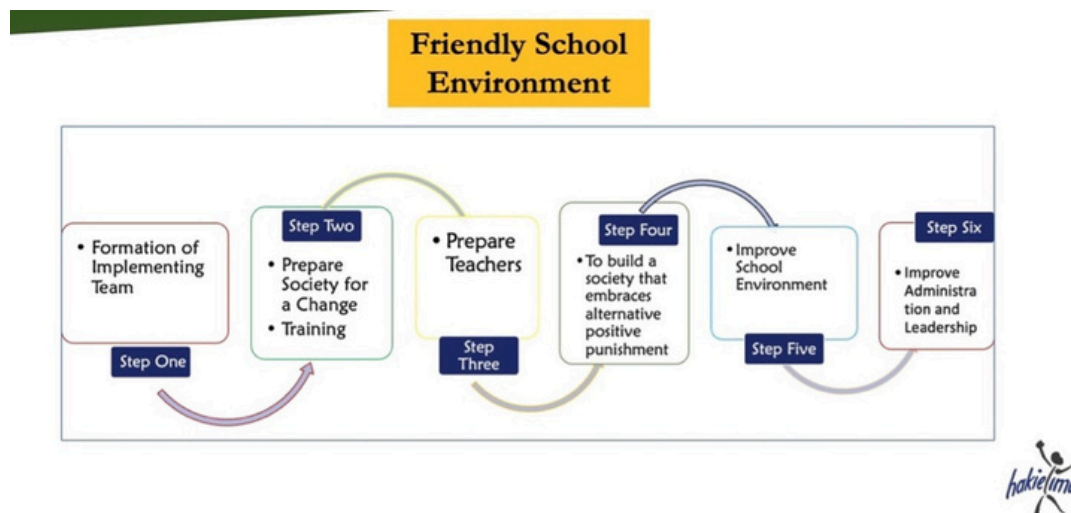 Friendly School
Environment
• Formation of
Implementing
Team
Step One
Step Two
• Prepare
Society for
a Change
• Training
• Prepare
Teachers
Step
Three
Step Four
• To build a
society that
embraces
alternative
positive
punishment
• Improve
School
Environment
Step Five
Step Six
• Improve
Administra
tion and
Leadership